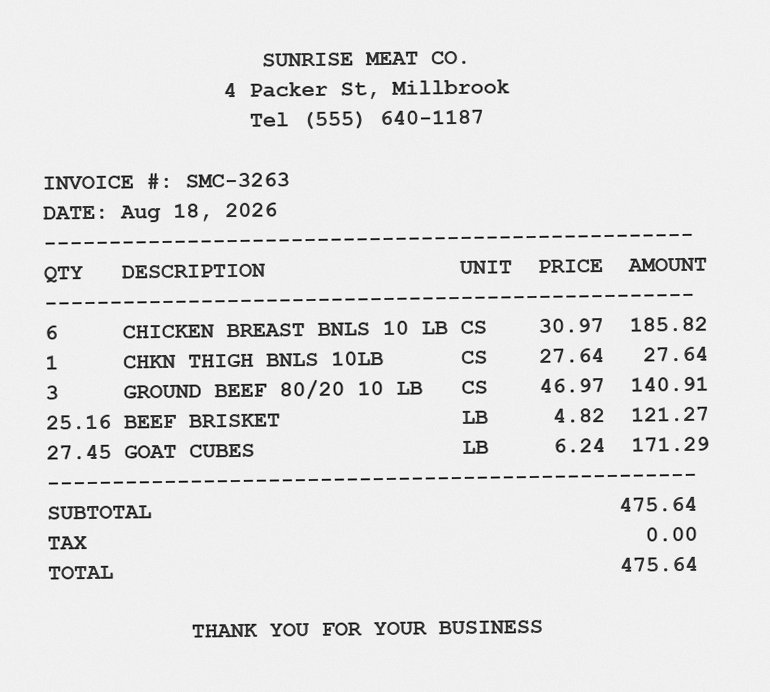 SUNRISE MEAT CO.
4 Packer St, Millbrook
Tel (555) 640-1187
INVOICE #: SMC-3263
DATE: Aug 18, 2026
--------------------------------------------------
QTY DESCRIPTION UNIT PRICE AMOUNT
--------------------------------------------------
6 CHICKEN BREAST BNLS 10 LB CS 30.97 185.82
1 CHKN THIGH BNLS 10LB CS 27.64 27.64
3 GROUND BEEF 80/20 10 LB CS 46.97 140.91
25.16 BEEF BRISKET LB 4.82 121.27
27.45 GOAT CUBES LB 6.24 171.29
--------------------------------------------------
SUBTOTAL 475.64
TAX 0.00
TOTAL 475.64
THANK YOU FOR YOUR BUSINESS